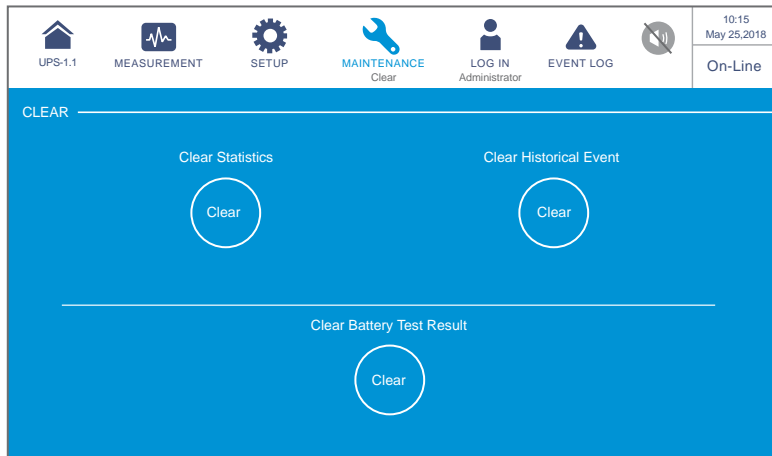 UPS-1.1
MEASUREMENT
SETUP
MAINTENANCE
Clear
LOG IN
Administrator
EVENT LOG
10:15
May 25,2018
On-Line
CLEAR
Clear Statistics
Clear Historical Event
Clear
Clear
Clear Battery Test Result
Clear